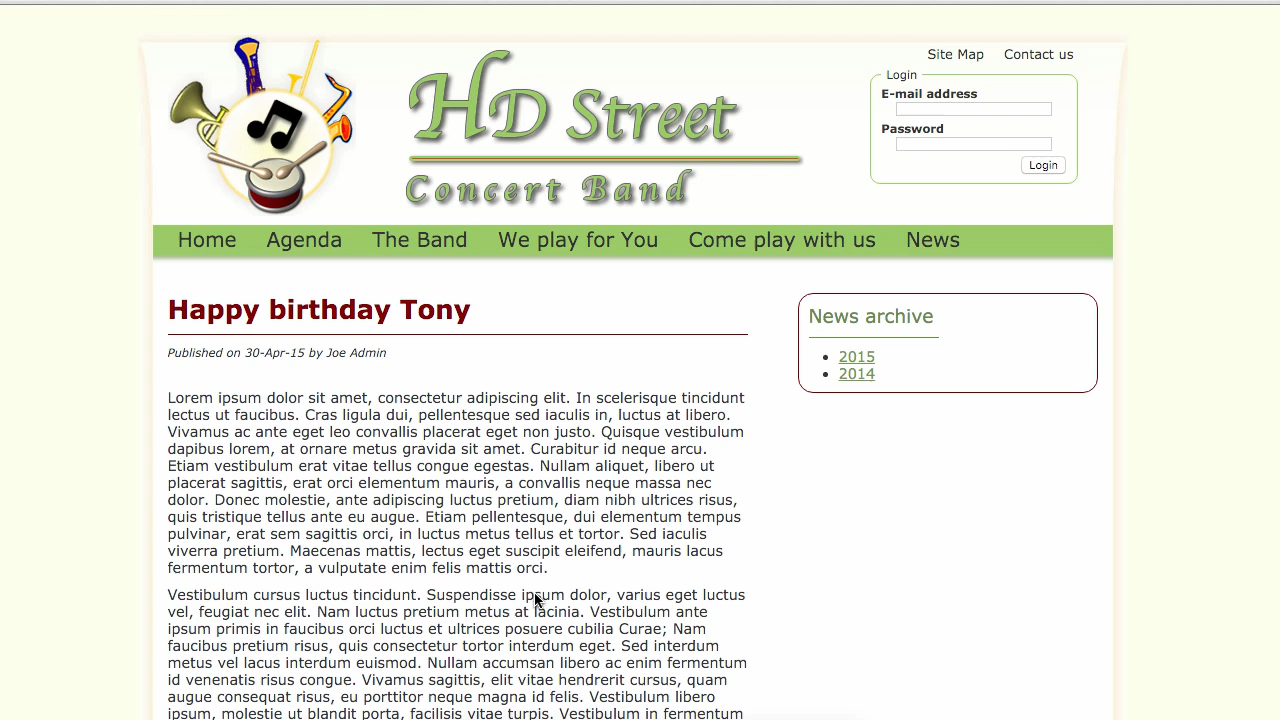 Site Map Contact us
HD Street
Concert Band
Login
E-mail address
Password
Login
Home Agenda The Band We play for You Come play with us News
Happy birthday Tony
Published on 30-Apr-15 by Joe Admin
Lorem ipsum dolor sit amet, consectetur adipiscing elit. In scelerisque tincidunt
lectus ut faucibus. Cras ligula dui, pellentesque sed iaculis in, luctus at libero.
Vivamus ac ante eget leo convallis placerat eget non justo. Quisque vestibulum
dapibus lorem, at ornare metus gravida sit amet. Curabitur id neque arcu.
Etiam vestibulum erat vitae tellus congue egestas. Nullam aliquet, libero ut
placerat sagittis, erat orci elementum mauris, a convallis neque massa nec
dolor. Donec molestie, ante adipiscing luctus pretium, diam nibh ultrices risus,
quis tristique tellus ante eu augue. Etiam pellentesque, dui elementum tempus
pulvinar, erat sem sagittis orci, in luctus metus tellus et tortor. Sed iaculis
viverra pretium. Maecenas mattis, lectus eget suscipit eleifend, mauris lacus
fermentum tortor, a vulputate enim felis mattis orci.
Vestibulum cursus luctus tincidunt. Suspendisse ipsum dolor, varius eget luctus
vel, feugiat nec elit. Nam luctus pretium metus at lacinia. Vestibulum ante
ipsum primis in faucibus orci luctus et ultrices posuere cubilia Curae; Nam
faucibus pretium risus, quis consectetur tortor interdum eget. Sed interdum
metus vel lacus interdum euismod. Nullam accumsan libero ac enim fermentum
id venenatis risus congue. Vivamus sagittis, elit vitae hendrerit cursus, quam
augue consequat risus, eu porttitor neque magna id felis. Vestibulum libero
ipsum, molestie ut blandit porta, facilisis vitae turpis. Vestibulum in fermentum
News archive
2015
2014